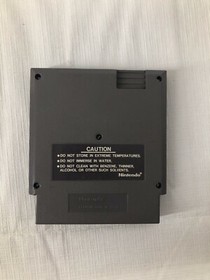 CAUTION
•DO NOT STORE IN EXTREME TEMPERATURES.
•DO NOT IMMERSE IN WATER.
•DO NOT CLEAN WITH BENZENE, THINNER,
ALCOHOL OR OTHER SUCH SOLVENTS.
Nintendo®